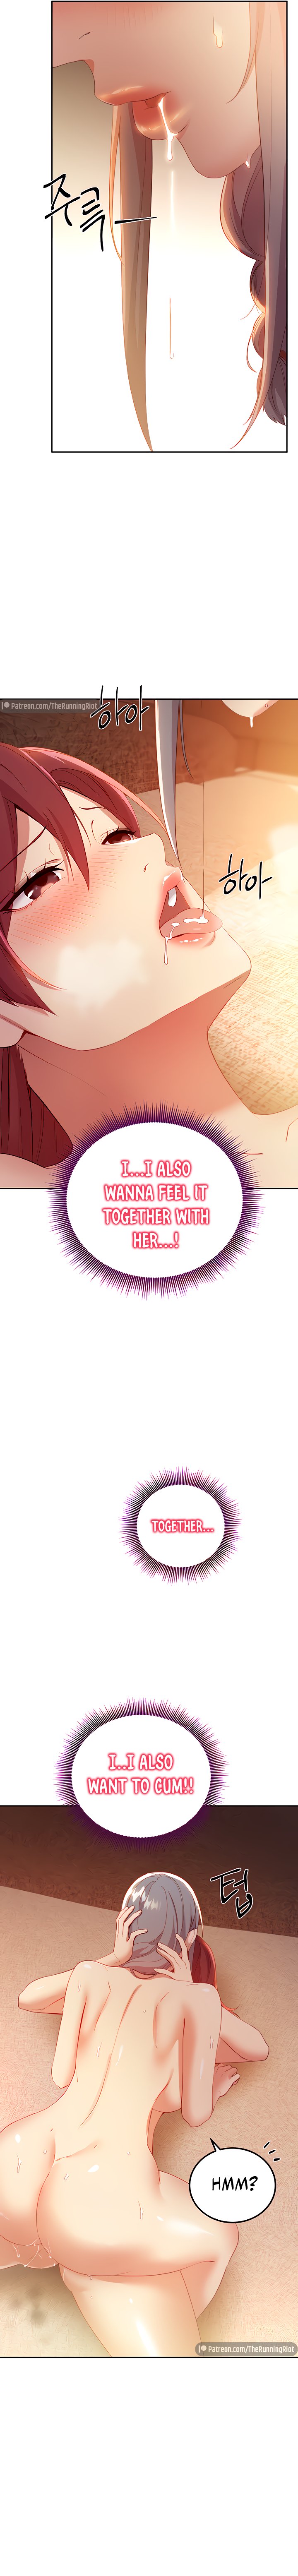 주륵
Patreon.com/TheRunningRiot
하아
하아
I...I ALSO
WANNA FEEL IT
TOGETHER WITH
HER...!
TOGETHER...
I..I ALSO
WANT TO CUM!!
텁
HMM?
Patreon.com/TheRunningRiot